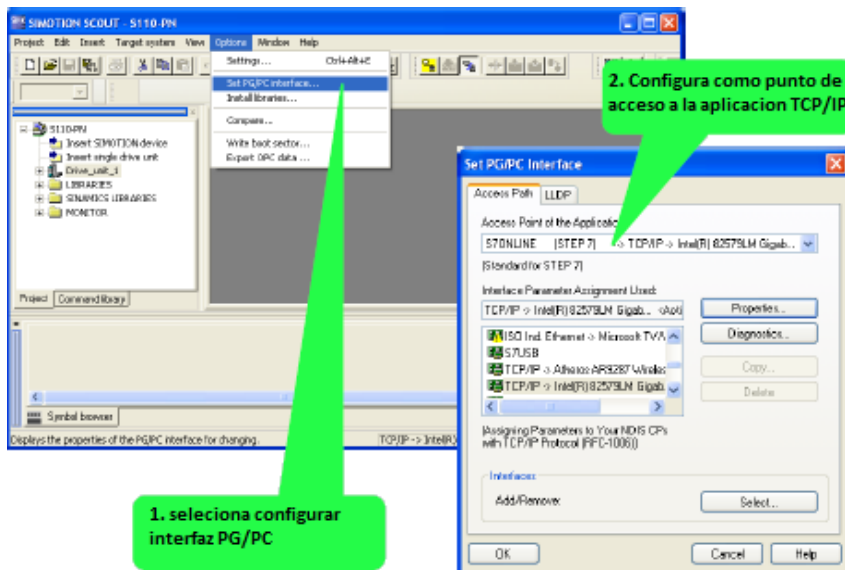 SIMOTION SCOUT - S110-PN
Project Edit Insert Target system View Options Window Help
Settings... Ctrl+Alt+E
Set PG/PC interface...
Install libraries...
Compare...
Write boot sector...
Export OPC data ...
2. Configura como punto de
acceso a la aplicacion TCP/IP
S110-PN
Insert SIMOTION device
Insert single drive unit
Drive_unit_1
LIBRARIES
SINAMICS LIBRARIES
MONITOR
Project Command library
Symbol browser
Displays the properties of the PG/PC interface for changing. TCP/IP -> Intel(R)
1. seleciona configurar
interfaz PG/PC
Set PG/PC Interface
Access Path LLDP
Access Point of the Applicatio
S7ONLINE (STEP 7) -> TCP/IP -> Intel(R) 82579LM Gigab...
(Standard for STEP 7)
Interface Parameter Assignment Used:
TCP/IP -> Intel(R) 82579LM Gigab... <Acti
Properties...
ISO Ind. Ethernet -> Microsoft TV/\
Diagnostics...
S7USB
TCP/IP -> Atheros AR9287 Wireles
Copy...
TCP/IP -> Intel(R) 82579LM Gigab
Delete
(Assigning Parameters to Your NDIS CPs
with TCP/IP Protocol (RFC-1006))
Interfaces
Add/Remove:
Select...
OK Cancel Help